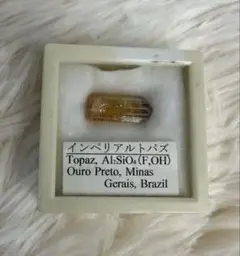 インペリアルトパズ
Topaz, Al₂SiO₄(F,OH)
Ouro Preto, Minas
Gerais, Brazil